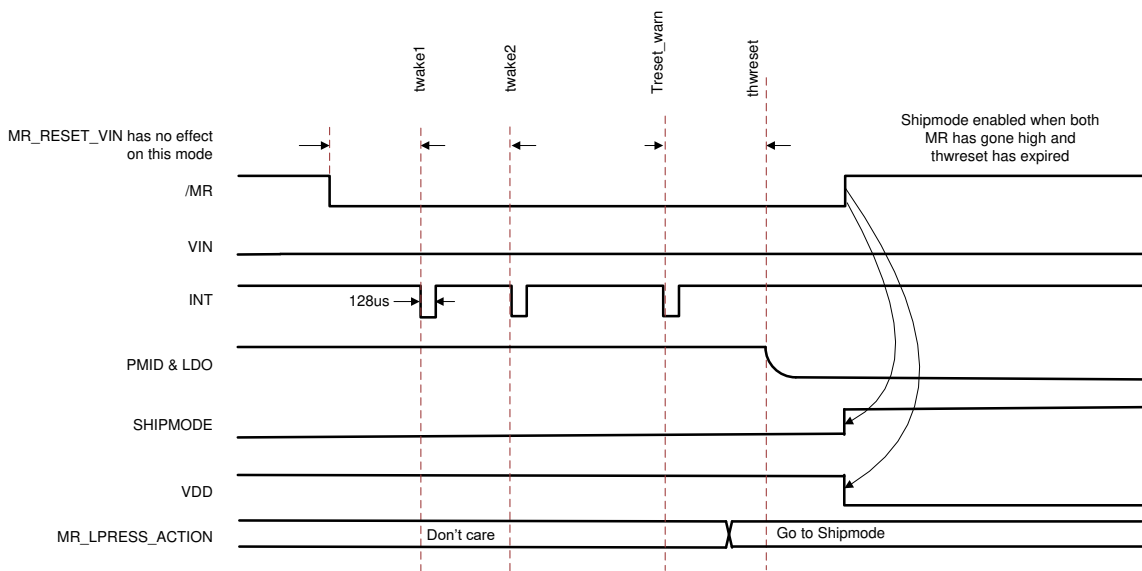 twake1
twake2
Treset_warn
thwreset
MR_RESET_VIN has no effect
on this mode
Shipmode enabled when both
MR has gone high and
thwreset has expired
/MR
VIN
INT
128us
PMID & LDO
SHIPMODE
VDD
MR_LPRESS_ACTION
Don't care
Go to Shipmode